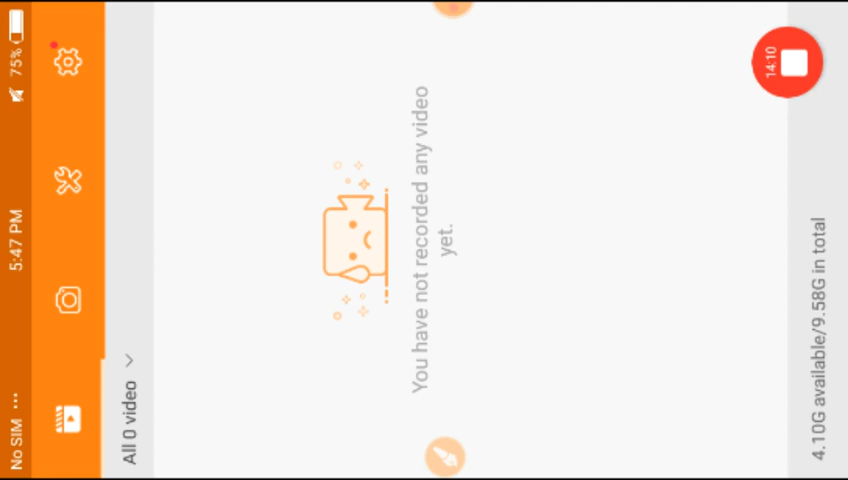 No SIM ... 5:47 PM 75%
All 0 video
You have not recorded any video
yet.
14:10
4.10G available/9.58G in total